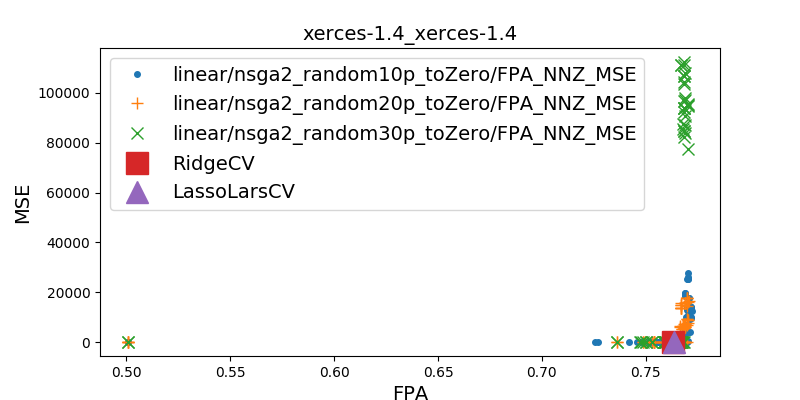 xerces-1.4_xerces-1.4
linear/nsga2_random10p_toZero/FPA_NNZ_MSE
linear/nsga2_random20p_toZero/FPA_NNZ_MSE
linear/nsga2_random30p_toZero/FPA_NNZ_MSE
RidgeCV
LassoLarsCV
MSE
100000
80000
60000
40000
20000
0
0.50 0.55 0.60 0.65 0.70 0.75
FPA